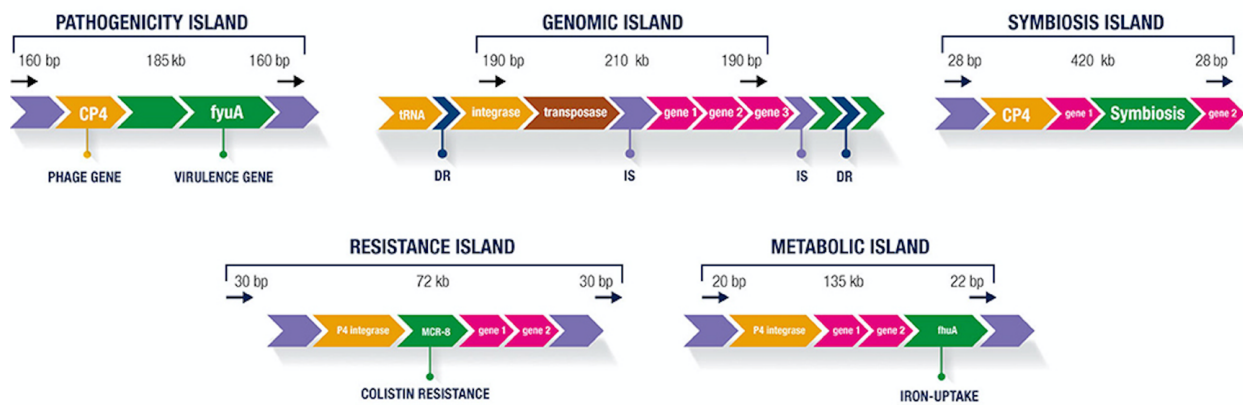 PATHOGENICITY ISLAND
160 bp 185 kb 160 bp
CP4 fyuA
PHAGE GENE VIRULENCE GENE
GENOMIC ISLAND
190 bp 210 kb 190 bp
tRNA integrase transposase gene 1 gene 2 gene 3
DR IS IS DR
SYMBIOSIS ISLAND
28 bp 420 kb 28 bp
CP4 gene 1 Symbiosis gene 2
RESISTANCE ISLAND
30 bp 72 kb 30 bp
P4 integrase MCR-8 gene 1 gene 2
COLISTIN RESISTANCE
METABOLIC ISLAND
20 bp 135 kb 22 bp
P4 integrase gene 1 gene 2 fhuA
IRON-UPTAKE